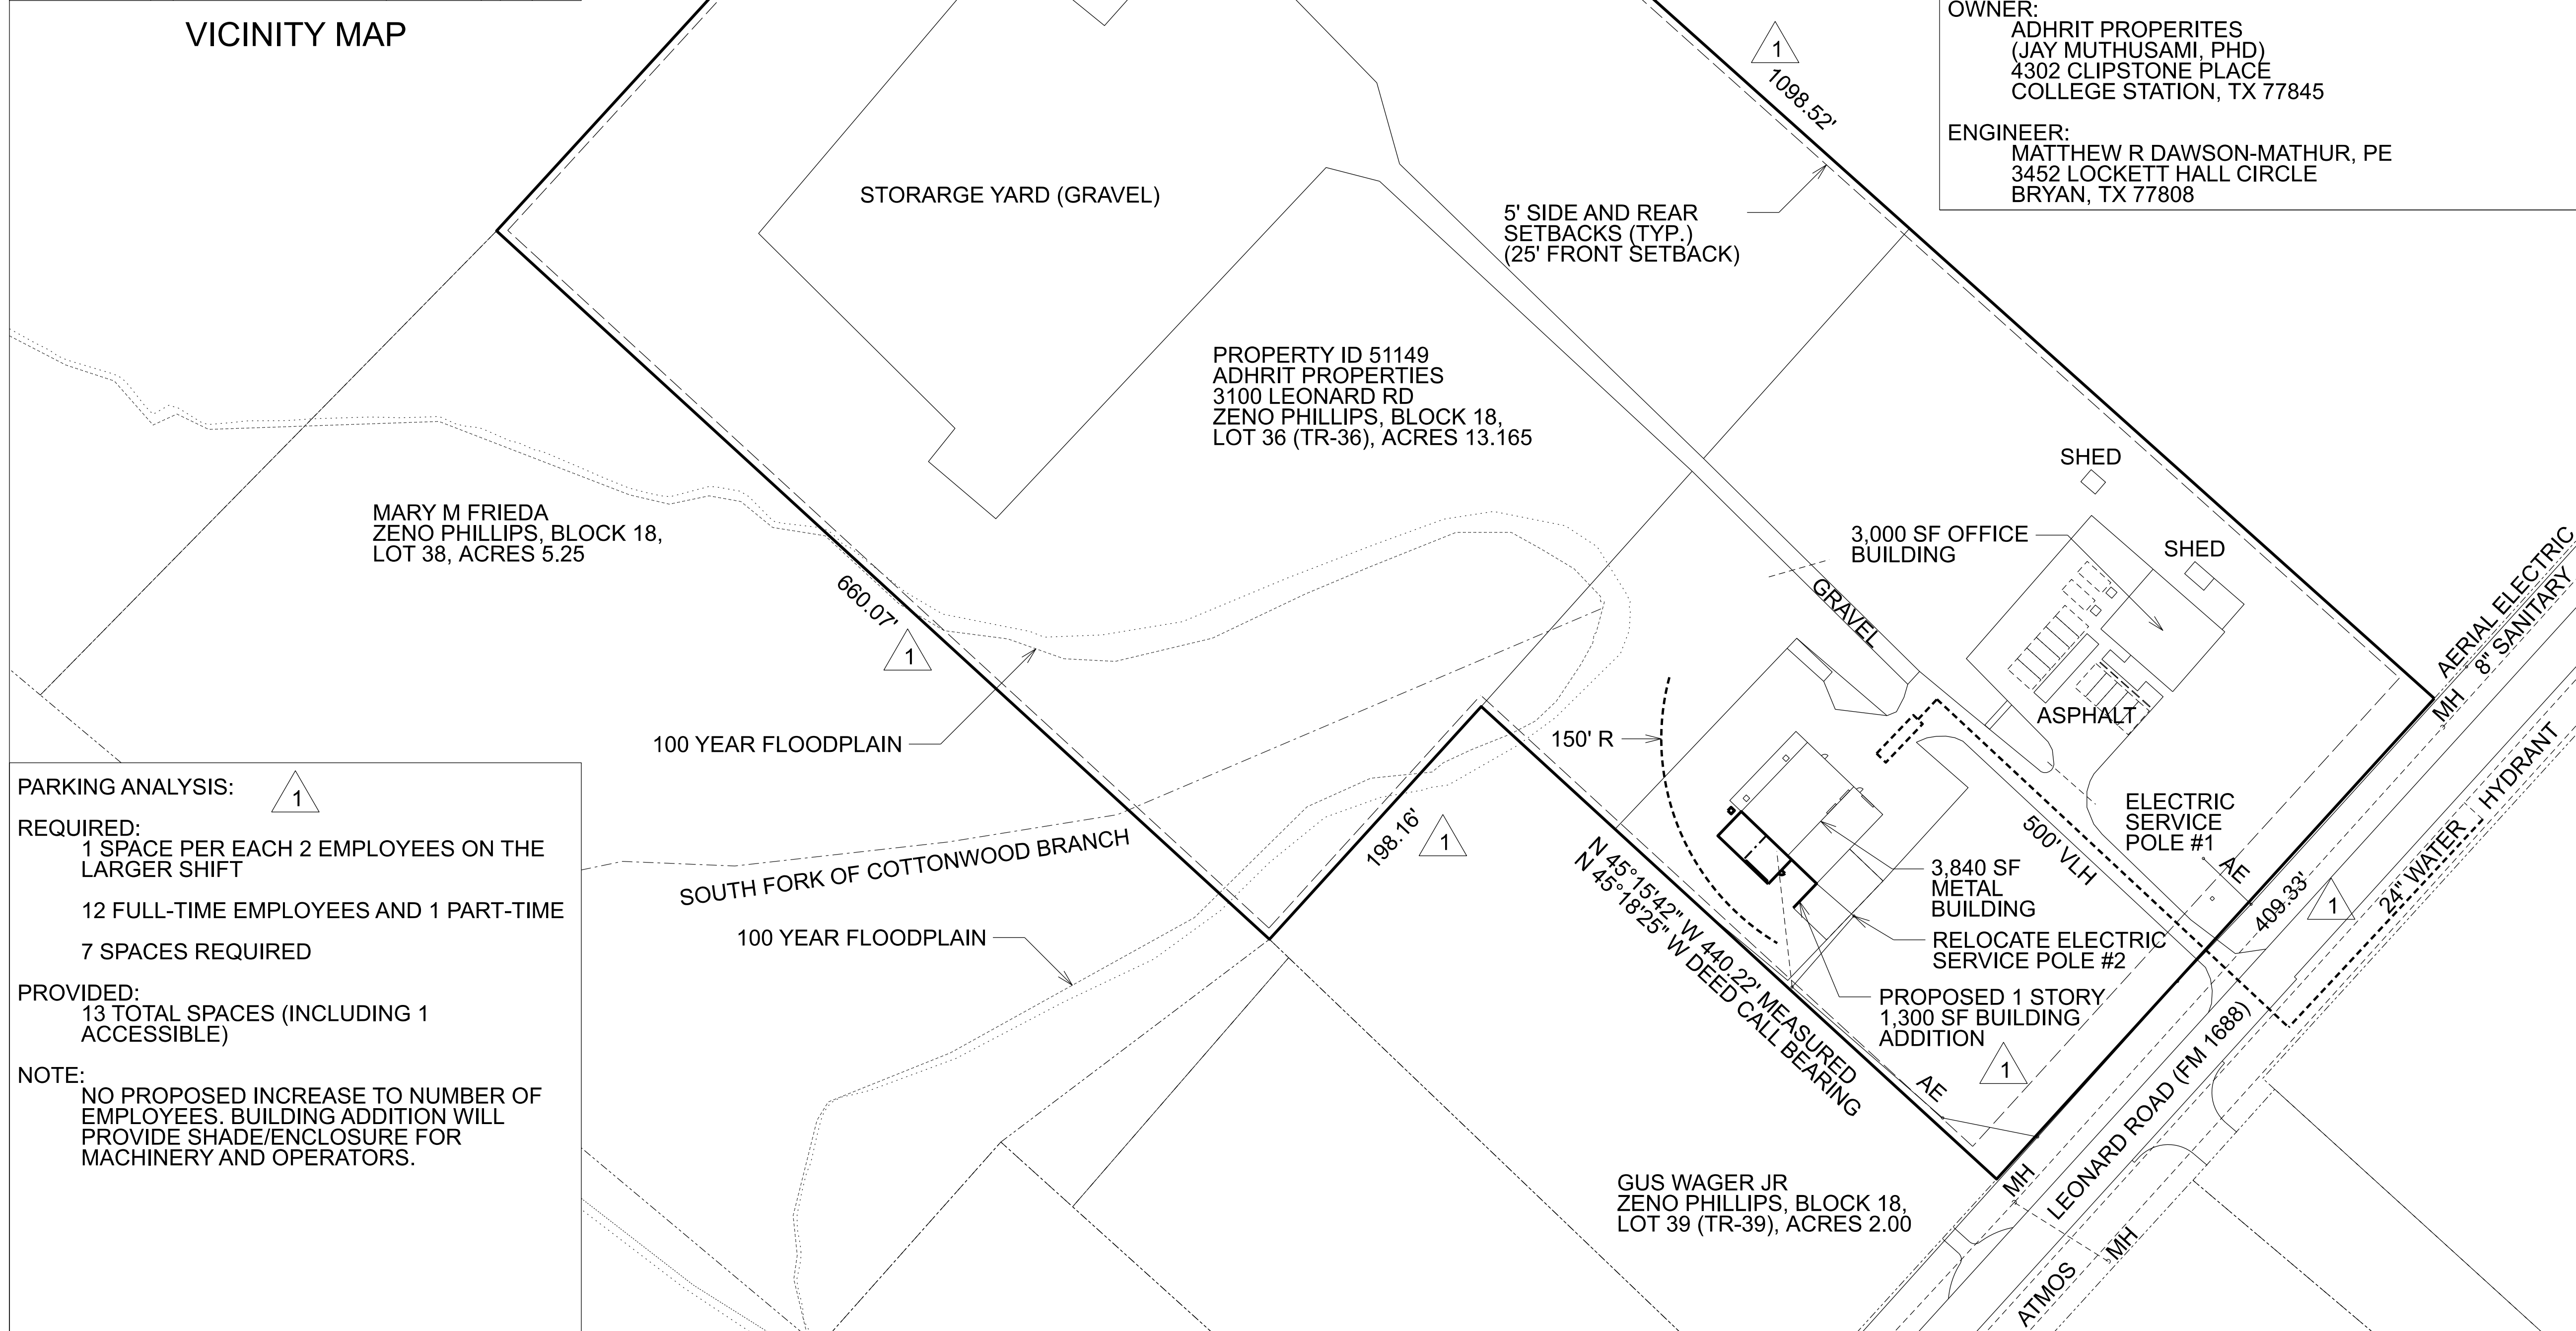 VICINITY MAP
OWNER:
ADHRIT PROPERITES
(JAY MUTHUSAMI, PHD)
4302 CLIPSTONE PLACE
COLLEGE STATION, TX 77845
ENGINEER:
MATTHEW R DAWSON-MATHUR, PE
3452 LOCKETT HALL CIRCLE
BRYAN, TX 77808
1
1098.52'
STORARGE YARD (GRAVEL)
5' SIDE AND REAR
SETBACKS (TYP.)
(25' FRONT SETBACK)
PROPERTY ID 51149
ADHRIT PROPERTIES
3100 LEONARD RD
ZENO PHILLIPS, BLOCK 18,
LOT 36 (TR-36), ACRES 13.165
MARY M FRIEDA
ZENO PHILLIPS, BLOCK 18,
LOT 38, ACRES 5.25
SHED
3,000 SF OFFICE
BUILDING
SHED
AERIAL ELECTRIC
8" SANITARY
660.07'
1
GRAVEL
MH
ASPHALT
100 YEAR FLOODPLAIN
150' R
HYDRANT
24" WATER
ELECTRIC
SERVICE
POLE #1
AE
500' VLH
409.33'
1
198.16'
1
SOUTH FORK OF COTTONWOOD BRANCH
100 YEAR FLOODPLAIN
3,840 SF
METAL
BUILDING
RELOCATE ELECTRIC
SERVICE POLE #2
PROPOSED 1 STORY
1,300 SF BUILDING
ADDITION
1
N 45°15'42" W 440.22' MEASURED
N 45°18'25" W DEED CALL BEARING
AE
LEONARD ROAD (FM 1688)
MH
MH
ATMOS
GUS WAGER JR
ZENO PHILLIPS, BLOCK 18,
LOT 39 (TR-39), ACRES 2.00
PARKING ANALYSIS:
1
REQUIRED:
1 SPACE PER EACH 2 EMPLOYEES ON THE
LARGER SHIFT
12 FULL-TIME EMPLOYEES AND 1 PART-TIME
7 SPACES REQUIRED
PROVIDED:
13 TOTAL SPACES (INCLUDING 1
ACCESSIBLE)
NOTE:
NO PROPOSED INCREASE TO NUMBER OF
EMPLOYEES. BUILDING ADDITION WILL
PROVIDE SHADE/ENCLOSURE FOR
MACHINERY AND OPERATORS.